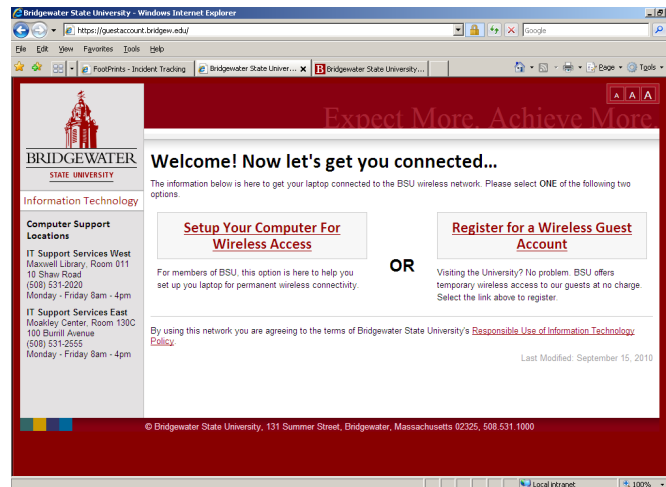 Bridgewater State University - Windows Internet Explorer
https://guestaccount.bridgew.edu/
Google
File Edit View Favorites Tools Help
FootPrints - Incident Tracking
Bridgewater State Univer...
Bridgewater State University...
Page Tools
A A A
Expect More. Achieve More.
BRIDGEWATER
STATE UNIVERSITY
Information Technology
Computer Support
Locations
IT Support Services West
Maxwell Library, Room 011
10 Shaw Road
(508) 531-2020
Monday - Friday 8am - 4pm
IT Support Services East
Moakley Center, Room 130C
100 Burrill Avenue
(508) 531-2555
Monday - Friday 8am - 4pm
Welcome! Now let's get you connected...
The information below is here to get your laptop connected to the BSU wireless network. Please select ONE of the following two
options.
Setup Your Computer For
Wireless Access
For members of BSU, this option is here to help you
set up you laptop for permanent wireless connectivity.
OR
Register for a Wireless Guest
Account
Visiting the University? No problem. BSU offers
temporary wireless access to our guests at no charge.
Select the link above to register.
By using this network you are agreeing to the terms of Bridgewater State University's Responsible Use of Information Technology
Policy.
Last Modified: September 15, 2010
© Bridgewater State University, 131 Summer Street, Bridgewater, Massachusetts 02325, 508.531.1000
Local intranet
100%